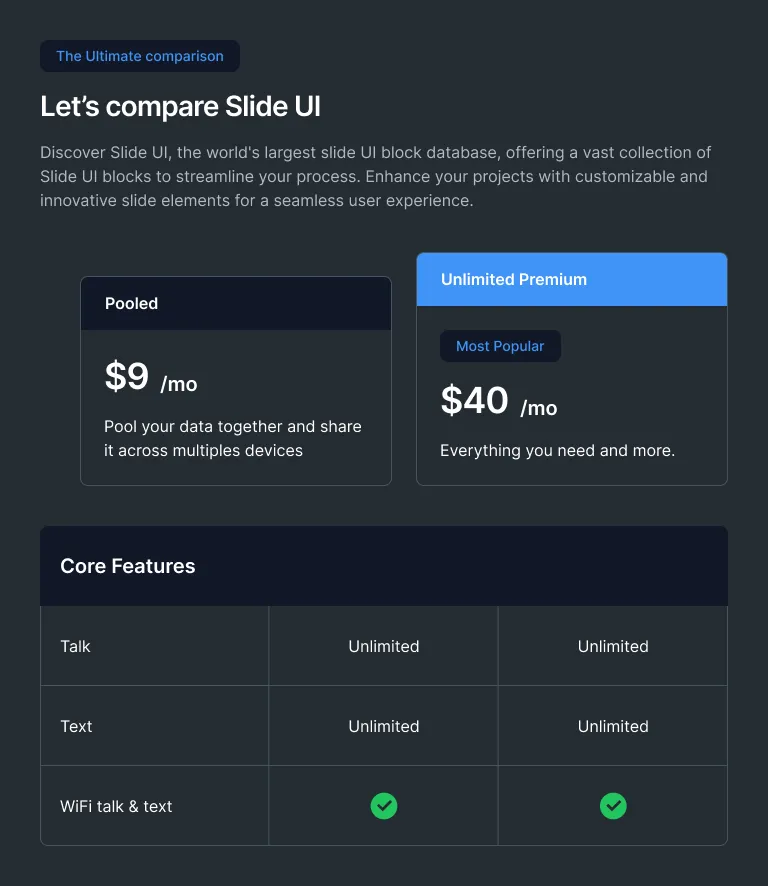 The Ultimate comparison
Let’s compare Slide UI
Discover Slide UI, the world's largest slide UI block database, offering a vast collection of
Slide UI blocks to streamline your process. Enhance your projects with customizable and
innovative slide elements for a seamless user experience.
Pooled
$9 /mo
Pool your data together and share
it across multiples devices
Unlimited Premium
Most Popular
$40 /mo
Everything you need and more.
Core Features
Talk Unlimited Unlimited
Text Unlimited Unlimited
WiFi talk & text